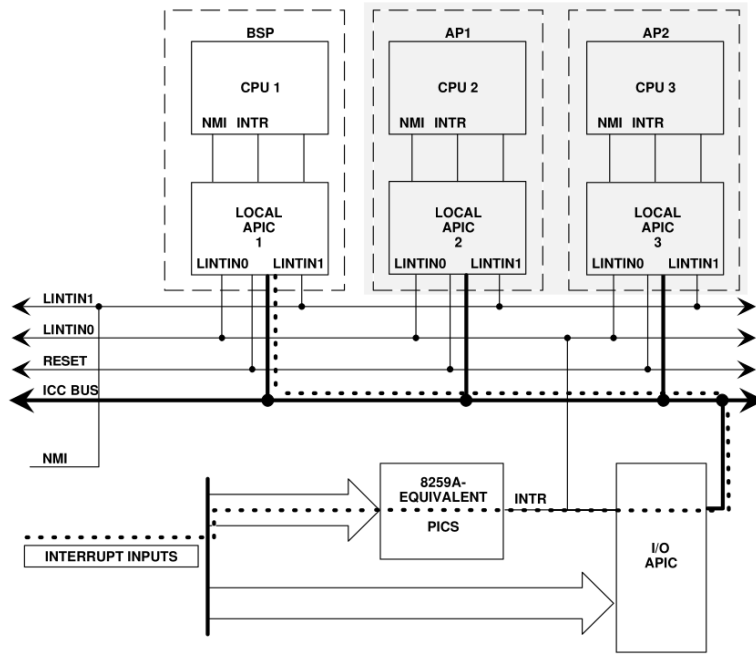 BSP
AP1
AP2
CPU 1
CPU 2
CPU 3
NMI INTR
NMI INTR
NMI INTR
LOCAL
APIC
1
LOCAL
APIC
2
LOCAL
APIC
3
LINTIN0 LINTIN1
LINTIN0 LINTIN1
LINTIN0 LINTIN1
LINTIN1
LINTIN0
RESET
ICC BUS
NMI
8259A-
EQUIVALENT
PICS
INTR
INTERRUPT INPUTS
I/O
APIC